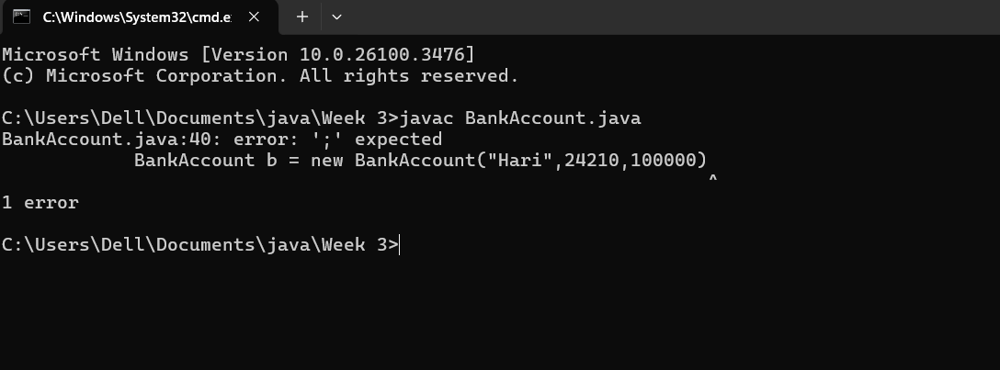 C:\Windows\System32\cmd.e
Microsoft Windows [Version 10.0.26100.3476]
(c) Microsoft Corporation. All rights reserved.
C:\Users\Dell\Documents\java\Week 3>javac BankAccount.java
BankAccount.java:40: error: ';' expected
BankAccount b = new BankAccount("Hari",24210,100000)
^
1 error
C:\Users\Dell\Documents\java\Week 3>